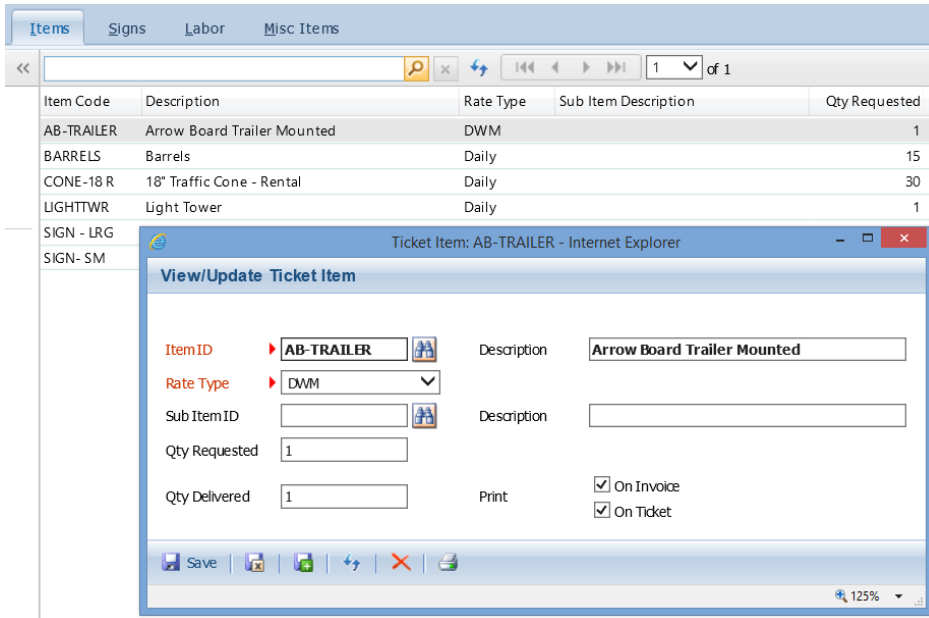 Items Signs Labor Misc Items
1 of 1
Item Code Description Rate Type Sub Item Description Qty Requested
AB-TRAILER Arrow Board Trailer Mounted DWM 1
BARRELS Barrels Daily 15
CONE-18 R 18" Traffic Cone - Rental Daily 30
LIGHTTWR Light Tower Daily 1
SIGN - LRG
SIGN- SM
Ticket Item: AB-TRAILER - Internet Explorer
View/Update Ticket Item
Item ID AB-TRAILER Description Arrow Board Trailer Mounted
Rate Type DWM
Sub Item ID Description
Qty Requested 1
Qty Delivered 1 Print On Invoice
On Ticket
Save
125%